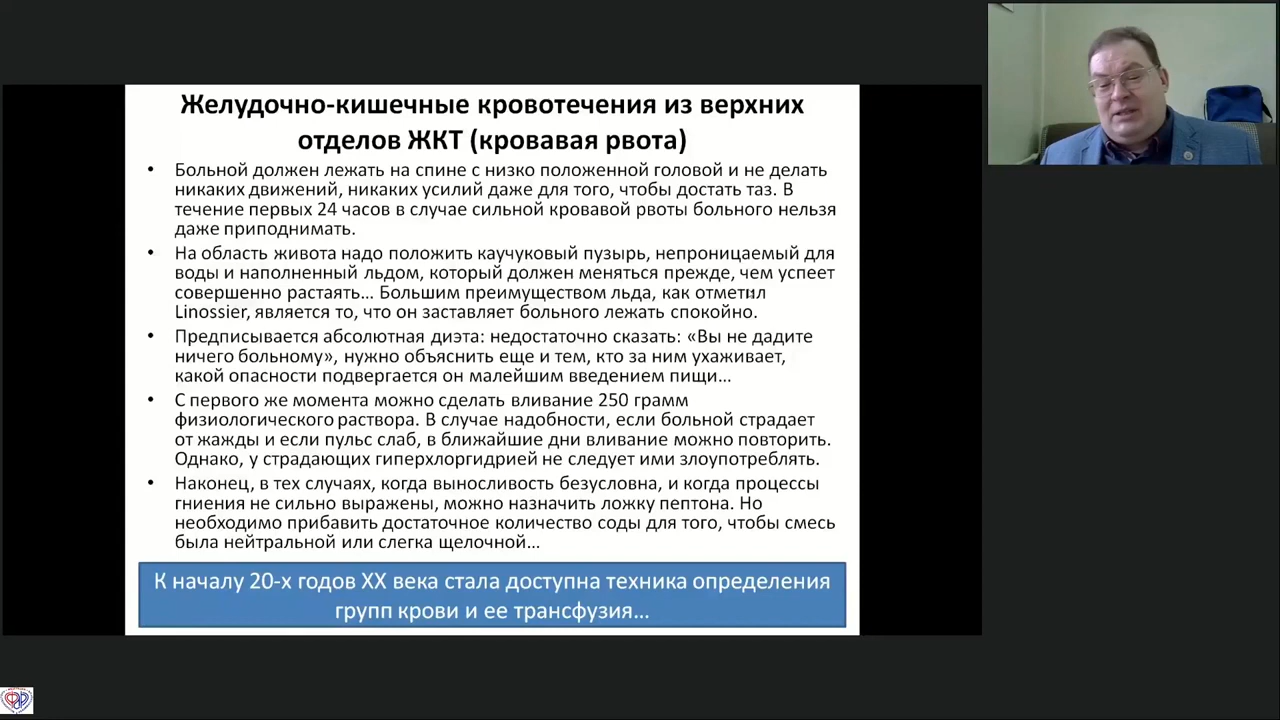 Желудочно-кишечные кровотечения из верхних
отделов ЖКТ (кровавая рвота)
• Больной должен лежать на спине с низко положенной головой и не делать
никаких движений, никаких усилий даже для того, чтобы достать таз. В
течение первых 24 часов в случае сильной кровавой рвоты больного нельзя
даже приподнимать.
• На область живота надо положить каучуковый пузырь, непроницаемый для
воды и наполненный льдом, который должен меняться прежде, чем успеет
совершенно растаять… Большим преимуществом льда, как отметил
Linossier, является то, что он заставляет больного лежать спокойно.
• Предписывается абсолютная диэта: недостаточно сказать: «Вы не дадите
ничего больному», нужно объяснить еще и тем, кто за ним ухаживает,
какой опасности подвергается он малейшим введением пищи…
• С первого же момента можно сделать вливание 250 грамм
физиологического раствора. В случае надобности, если больной страдает
от жажды и если пульс слаб, в ближайшие дни вливание можно повторить.
Однако, у страдающих гиперхлоргидрией не следует ими злоупотреблять.
• Наконец, в тех случаях, когда выносливость безусловна, и когда процессы
гниения не сильно выражены, можно назначить ложку пептона. Но
необходимо прибавить достаточное количество соды для того, чтобы смесь
была нейтральной или слегка щелочной…
К началу 20-х годов XX века стала доступна техника определения
групп крови и ее трансфузия…